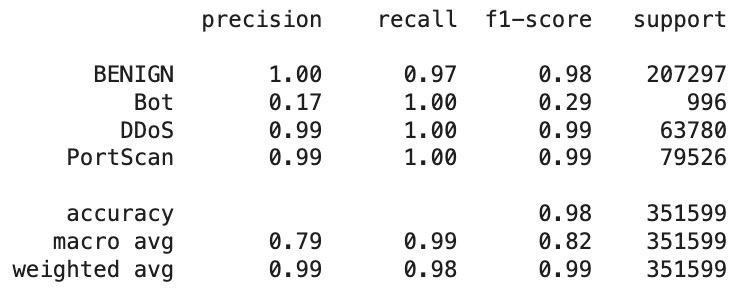 precision recall f1-score support
BENIGN 1.00 0.97 0.98 207297
Bot 0.17 1.00 0.29 996
DDoS 0.99 1.00 0.99 63780
PortScan 0.99 1.00 0.99 79526
accuracy 0.98 351599
macro avg 0.79 0.99 0.82 351599
weighted avg 0.99 0.98 0.99 351599